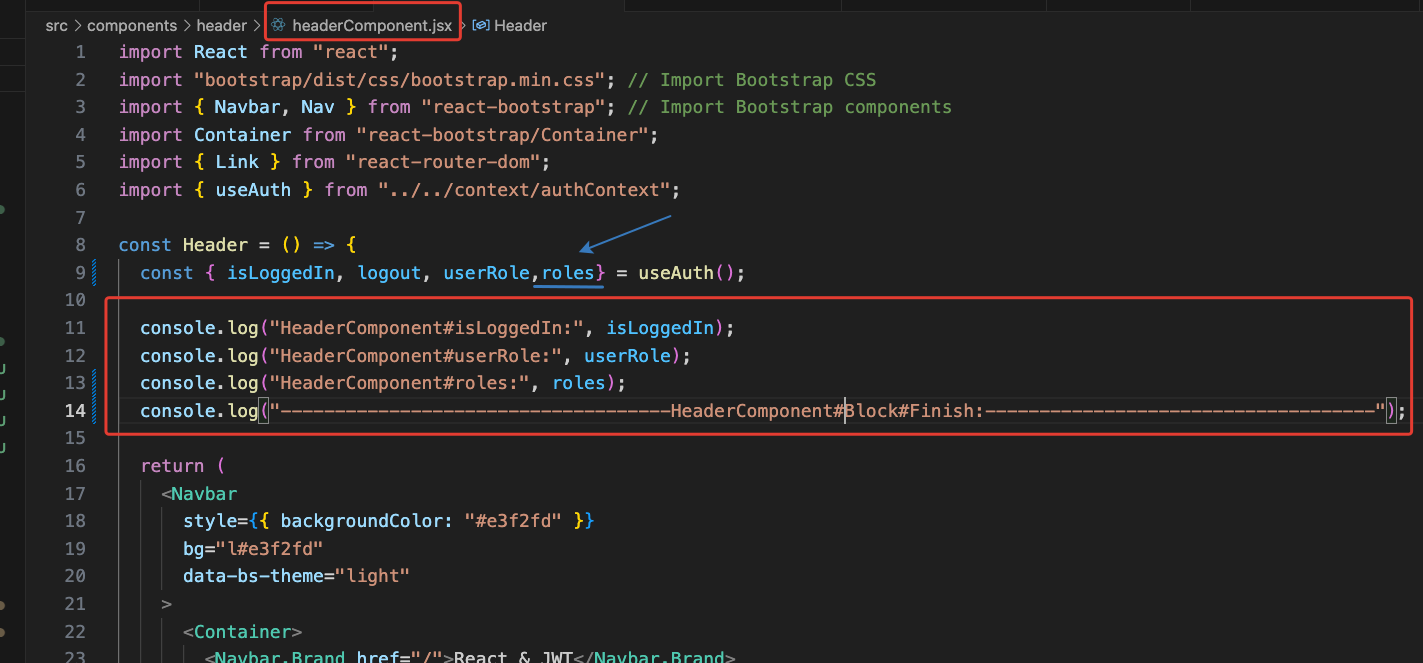 src > components > header > headerComponent.jsx > Header
1 import React from "react";
2 import "bootstrap/dist/css/bootstrap.min.css"; // Import Bootstrap CSS
3 import { Navbar, Nav } from "react-bootstrap"; // Import Bootstrap components
4 import Container from "react-bootstrap/Container";
5 import { Link } from "react-router-dom";
6 import { useAuth } from "../../context/authContext";
7
8 const Header = () => {
9 const { isLoggedIn, logout, userRole,roles} = useAuth();
10
11 console.log("HeaderComponent#isLoggedIn:", isLoggedIn);
12 console.log("HeaderComponent#userRole:", userRole);
13 console.log("HeaderComponent#roles:", roles);
14 console.log("------------------------------------HeaderComponent#Block#Finish:------------------------------------");
15
16 return (
17 <Navbar
18 style={{ backgroundColor: "#e3f2fd" }}
19 bg="l#e3f2fd"
20 data-bs-theme="light"
21 >
22 <Container>
23 <Navbar.Brand href="/">React & JWT</Navbar.Brand>